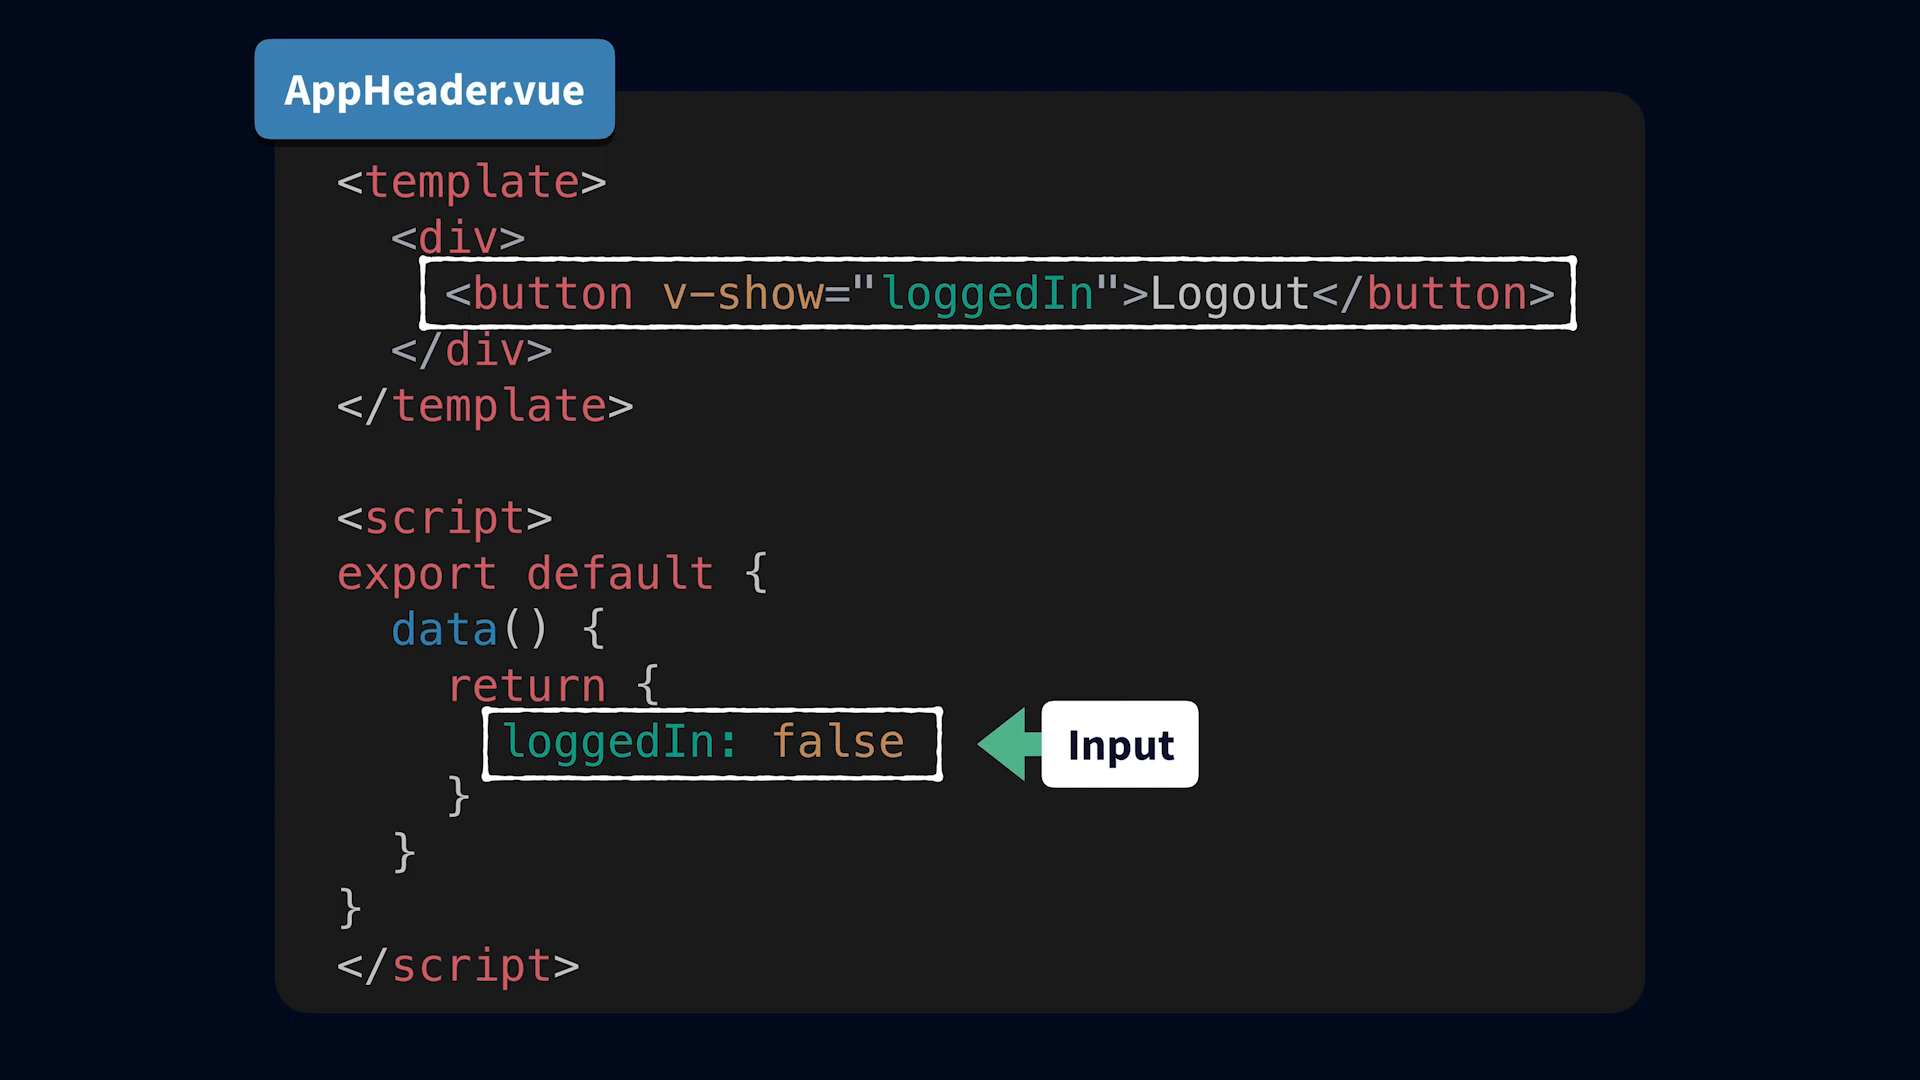 AppHeader.vue
<template>
<div>
<button v-show="loggedIn">Logout</button>
</div>
</template>
<script>
export default {
data() {
return {
loggedIn: false
Input
}
}
}
</script>